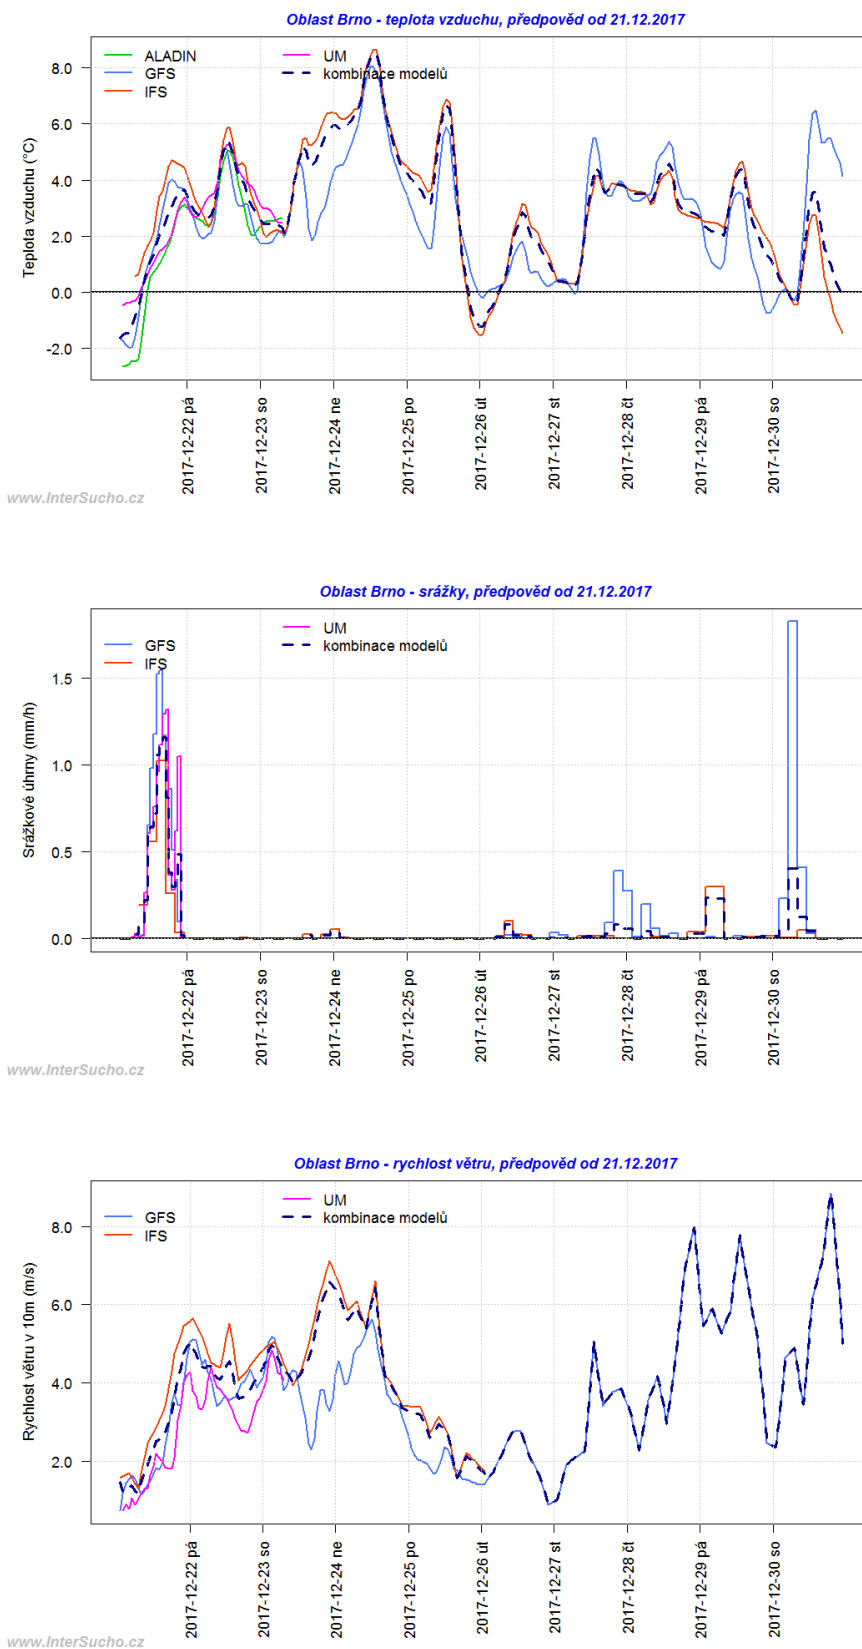 Oblast Brno - teplota vzduchu, předpověd od 21.12.2017
ALADIN
GFS
IFS
UM
kombinace modelů
Teplota vzduchu (°C)
8.0
6.0
4.0
2.0
0.0
-2.0
2017-12-22 pá
2017-12-23 so
2017-12-24 ne
2017-12-25 po
2017-12-26 út
2017-12-27 st
2017-12-28 čt
2017-12-29 pá
2017-12-30 so
www.InterSucho.cz
Oblast Brno - srážky, předpověd od 21.12.2017
GFS
IFS
UM
kombinace modelů
Srážkové úhrny (mm/h)
1.5
1.0
0.5
0.0
2017-12-22 pá
2017-12-23 so
2017-12-24 ne
2017-12-25 po
2017-12-26 út
2017-12-27 st
2017-12-28 čt
2017-12-29 pá
2017-12-30 so
www.InterSucho.cz
Oblast Brno - rychlost větru, předpověd od 21.12.2017
GFS
IFS
UM
kombinace modelů
Rychlost větru v 10m (m/s)
8.0
6.0
4.0
2.0
2017-12-22 pá
2017-12-23 so
2017-12-24 ne
2017-12-25 po
2017-12-26 út
2017-12-27 st
2017-12-28 čt
2017-12-29 pá
2017-12-30 so
www.InterSucho.cz